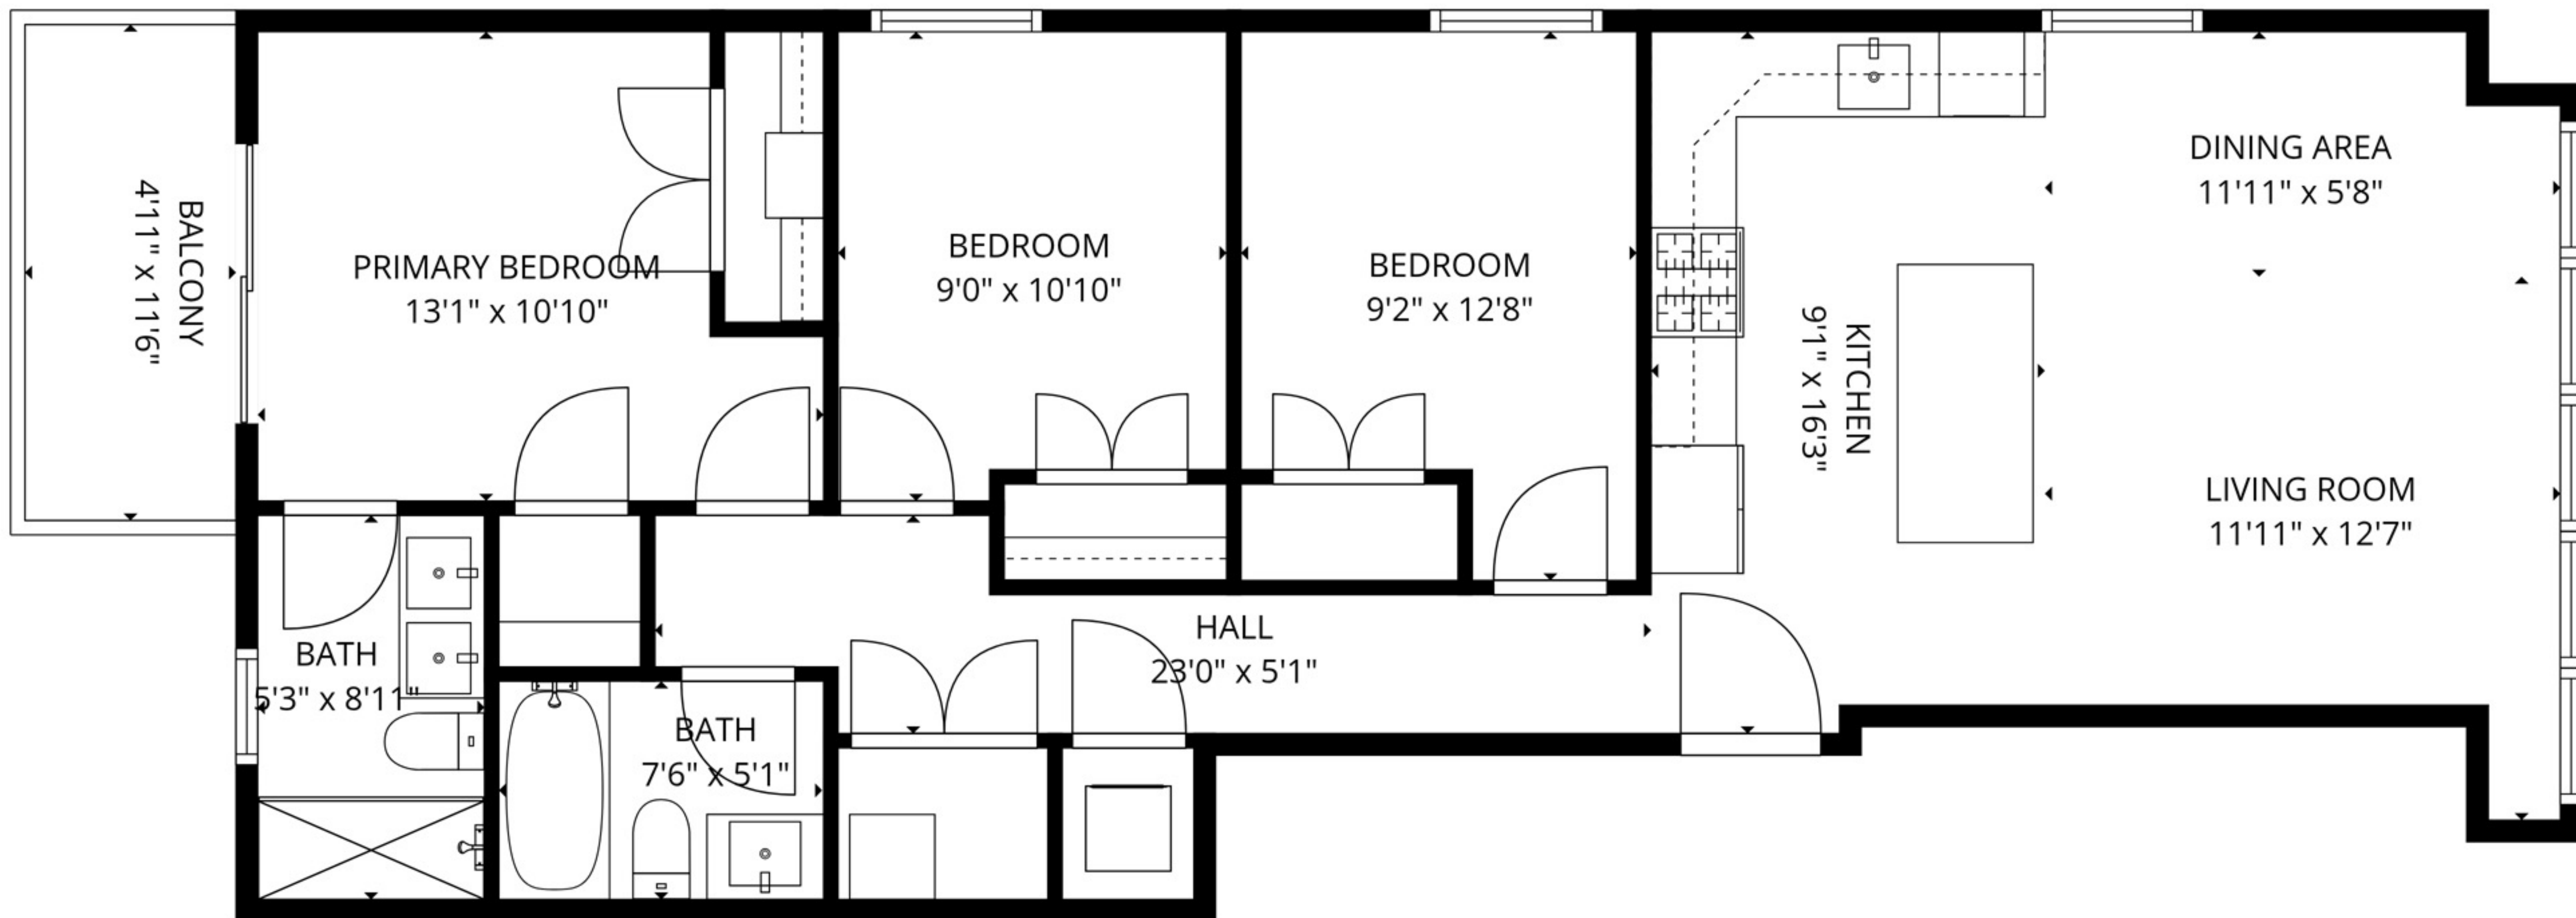 BALCONY
4'11" x 11'6"
PRIMARY BEDROOM
13'1" x 10'10"
BEDROOM
9'0" x 10'10"
BEDROOM
9'2" x 12'8"
KITCHEN
9'1" x 16'3"
DINING AREA
11'11" x 5'8"
LIVING ROOM
11'11" x 12'7"
HALL
23'0" x 5'1"
BATH
5'3" x 8'11"
BATH
7'6" x 5'1"